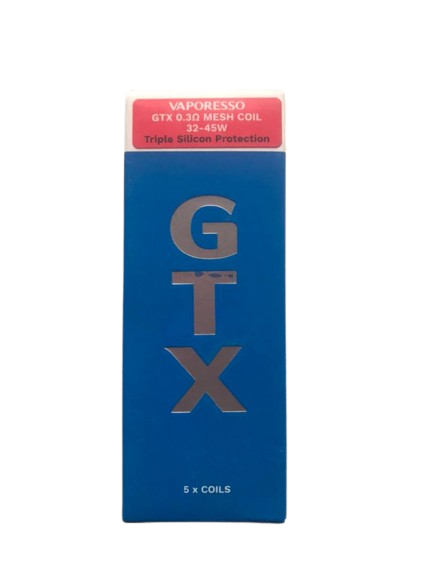 VAPORESSO
GTX 0.3Ω MESH COIL
32-45W
Triple Silicon Protection
G
T
X
5 x COILS